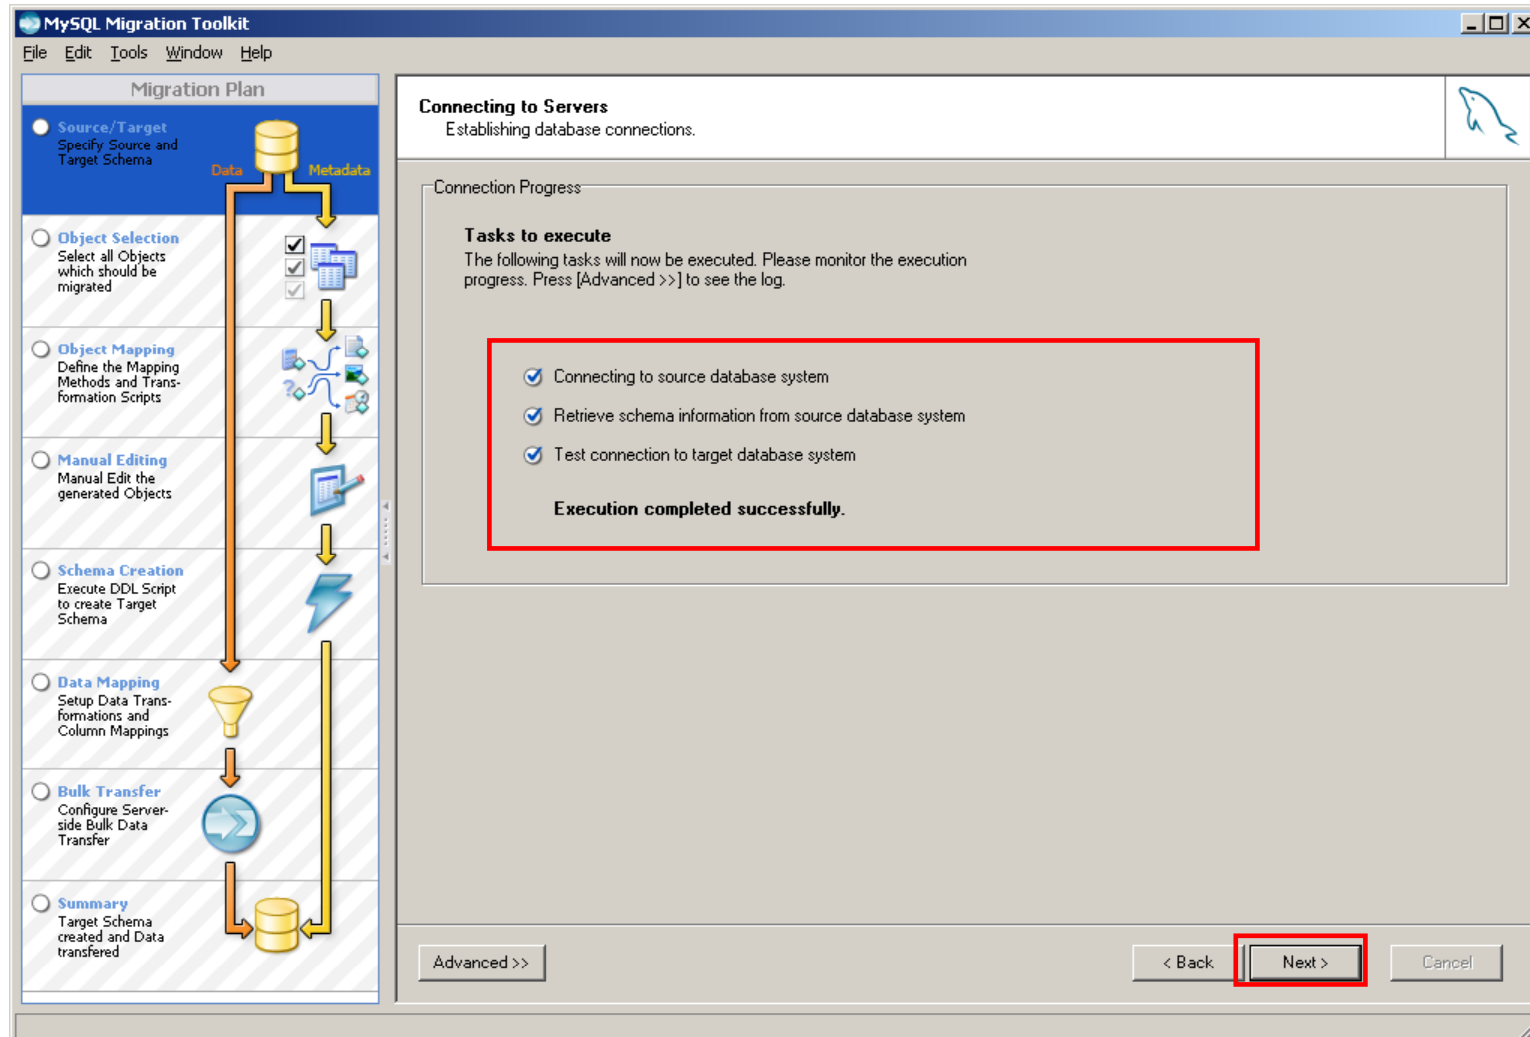 MySQL Migration Toolkit
File Edit Tools Window Help
Migration Plan
Source/Target
Specify Source and
Target Schema
Data
Metadata
Object Selection
Select all Objects
which should be
migrated
Object Mapping
Define the Mapping
Methods and Trans-
formation Scripts
Manual Editing
Manual Edit the
generated Objects
Schema Creation
Execute DDL Script
to create Target
Schema
Data Mapping
Setup Data Trans-
formations and
Column Mappings
Bulk Transfer
Configure Server-
side Bulk Data
Transfer
Summary
Target Schema
created and Data
transfered
Connecting to Servers
Establishing database connections.
Connection Progress
Tasks to execute
The following tasks will now be executed. Please monitor the execution
progress. Press [Advanced >>] to see the log.
Connecting to source database system
Retrieve schema information from source database system
Test connection to target database system
Execution completed successfully.
Advanced >>
< Back
Next >
Cancel